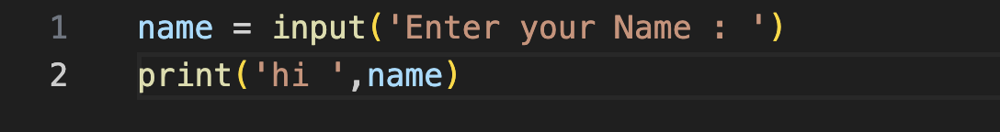 1 name = input('Enter your Name : ')
2 print('hi ',name)